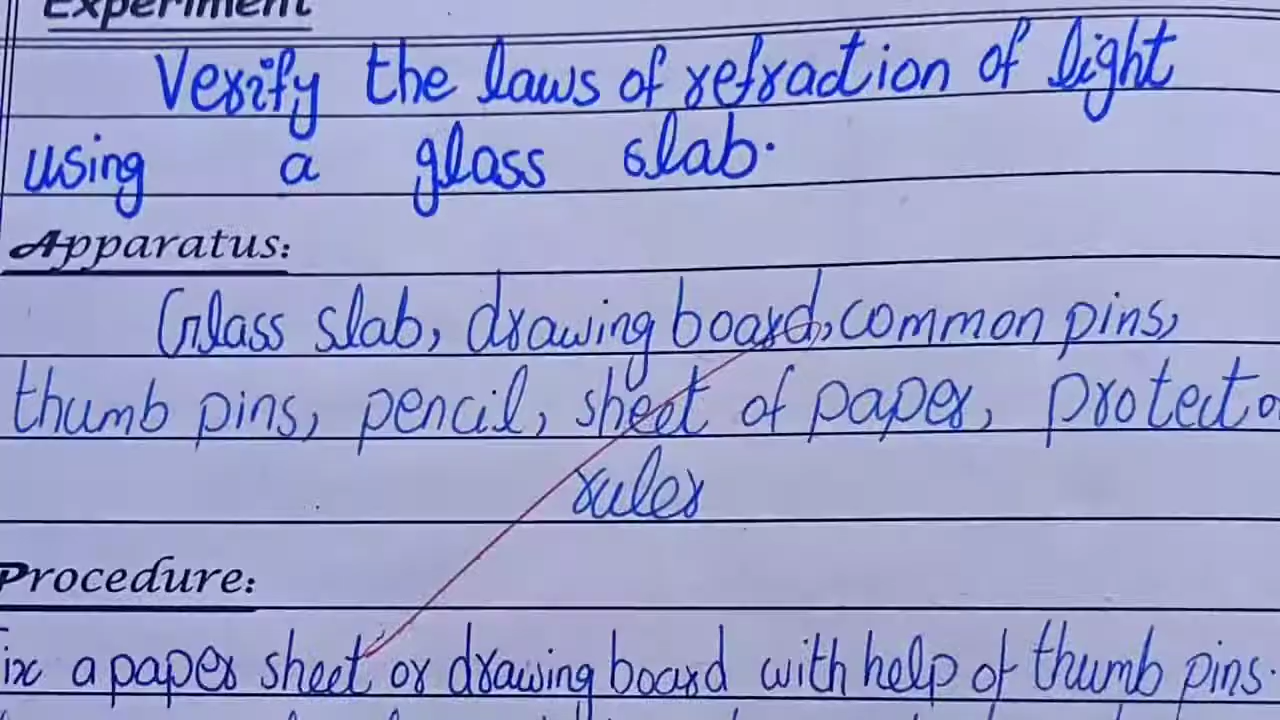 Experiment
Verify the laws of refraction of light
using a glass slab.
Apparatus:
Glass slab, drawing board, common pins,
thumb pins, pencil, sheet of paper, protecto
ruler
Procedure:
ix a paper sheet or drawing board with help of thumb pins.